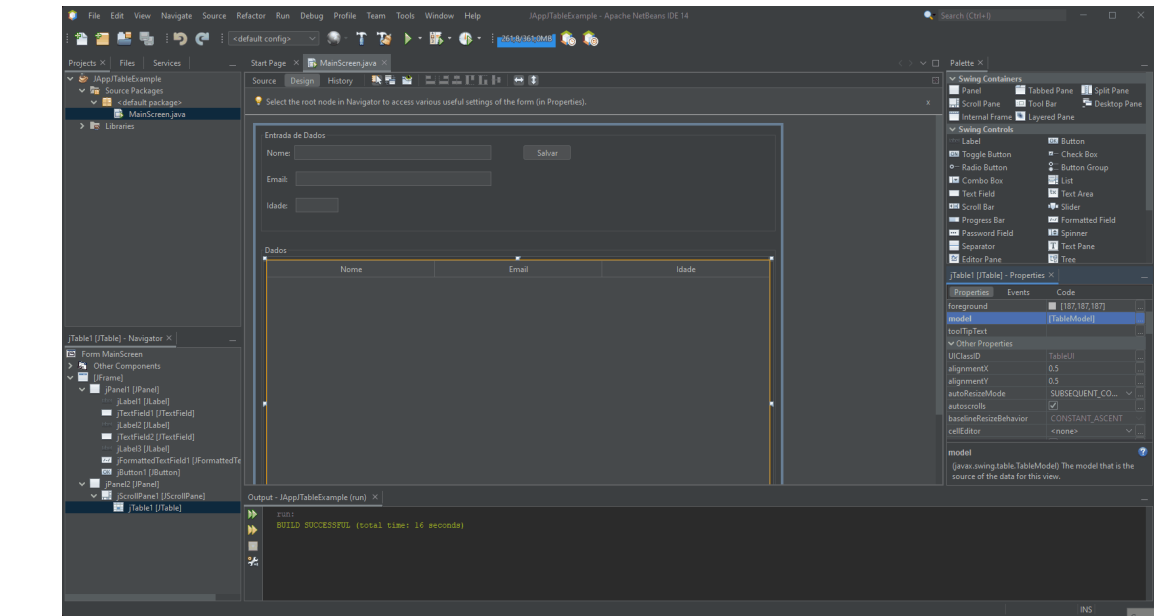 File Edit View Navigate Source Refactor Run Debug Profile Team Tools Window Help JAppJTableExample - Apache NetBeans IDE 14 Search (Ctrl+I)
<default config> 261.8/361.0MB
Projects × Files Services
JAppJTableExample
Source Packages
<default package>
MainScreen.java
Libraries
Start Page × MainScreen.java ×
Source Design History
Select the root node in Navigator to access various useful settings of the form (in Properties). x
Entrada de Dados
Nome: Salvar
Email:
Idade:
Dados
Nome Email Idade
Palette ×
Swing Containers
Panel Tabbed Pane Split Pane
Scroll Pane Tool Bar Desktop Pane
Internal Frame Layered Pane
Swing Controls
Label Button
Toggle Button Check Box
Radio Button Button Group
Combo Box List
Text Field Text Area
Scroll Bar Slider
Progress Bar Formatted Field
Password Field Spinner
Separator Text Pane
Editor Pane Tree
jTable1 [JTable] - Properties ×
Properties Events Code
foreground [187,187,187] ...
model [TableModel] ...
toolTipText ...
Other Properties
UIClassID TableUI ...
alignmentX 0.5 ...
alignmentY 0.5 ...
autoResizeMode SUBSEQUENT_CO... ...
autoscrolls ...
baselineResizeBehavior CONSTANT_ASCENT
cellEditor <none> ...
model
(javax.swing.table.TableModel) The model that is the
source of the data for this view.
jTable1 [JTable] - Navigator ×
Form MainScreen
Other Components
[JFrame]
jPanel1 [JPanel]
jLabel1 [JLabel]
jTextField1 [JTextField]
jLabel2 [JLabel]
jTextField2 [JTextField]
jLabel3 [JLabel]
jFormattedTextField1 [JFormattedTe
jButton1 [JButton]
jPanel2 [JPanel]
jScrollPane1 [JScrollPane]
jTable1 [JTable]
Output - JAppJTableExample (run) ×
run:
BUILD SUCCESSFUL (total time: 16 seconds)
INS